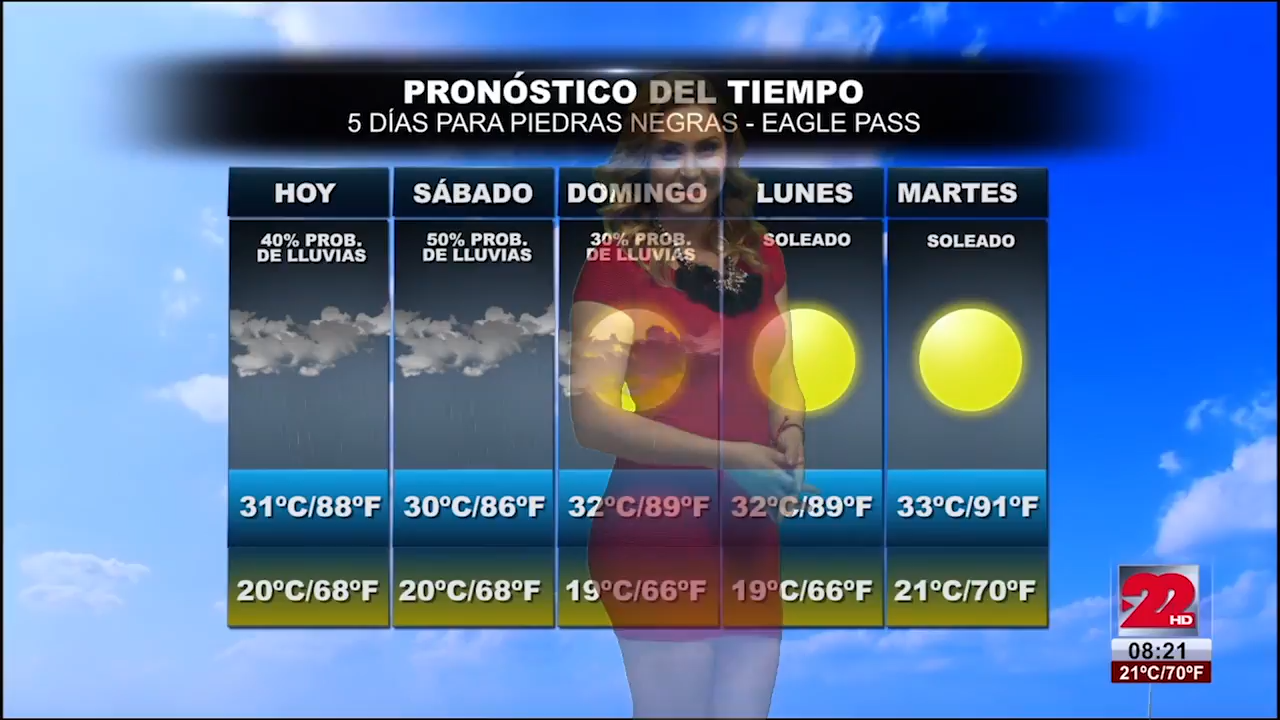 PRONÓSTICO DEL TIEMPO
5 DÍAS PARA PIEDRAS NEGRAS - EAGLE PASS
HOY SÁBADO DOMINGO LUNES MARTES
40% PROB. 50% PROB. 30% PROB. SOLEADO SOLEADO
DE LLUVIAS DE LLUVIAS DE LLUVIAS
31ºC/88ºF 30ºC/86ºF 32ºC/89ºF 32ºC/89ºF 33ºC/91ºF
20ºC/68ºF 20ºC/68ºF 19ºC/66ºF 19ºC/66ºF 21ºC/70ºF
22
HD
08:21
21ºC/70ºF